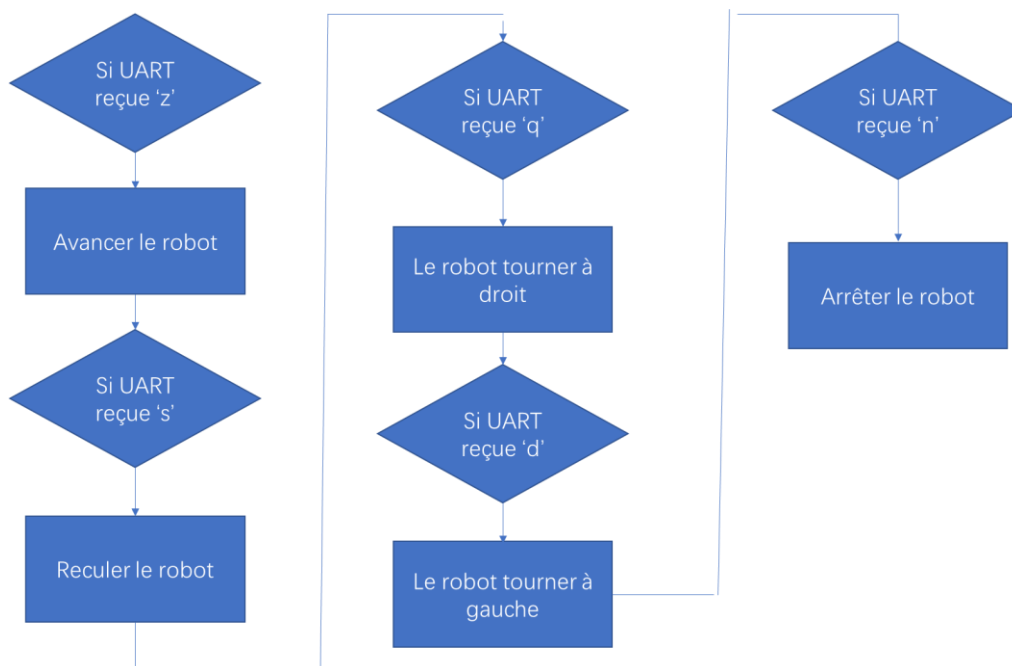 Si UART
reçue ‘z’
Avancer le robot
Si UART
reçue ‘s’
Reculer le robot
Si UART
reçue ‘q’
Le robot tourner à
droit
Si UART
reçue ‘d’
Le robot tourner à
gauche
Si UART
reçue ‘n’
Arrêter le robot